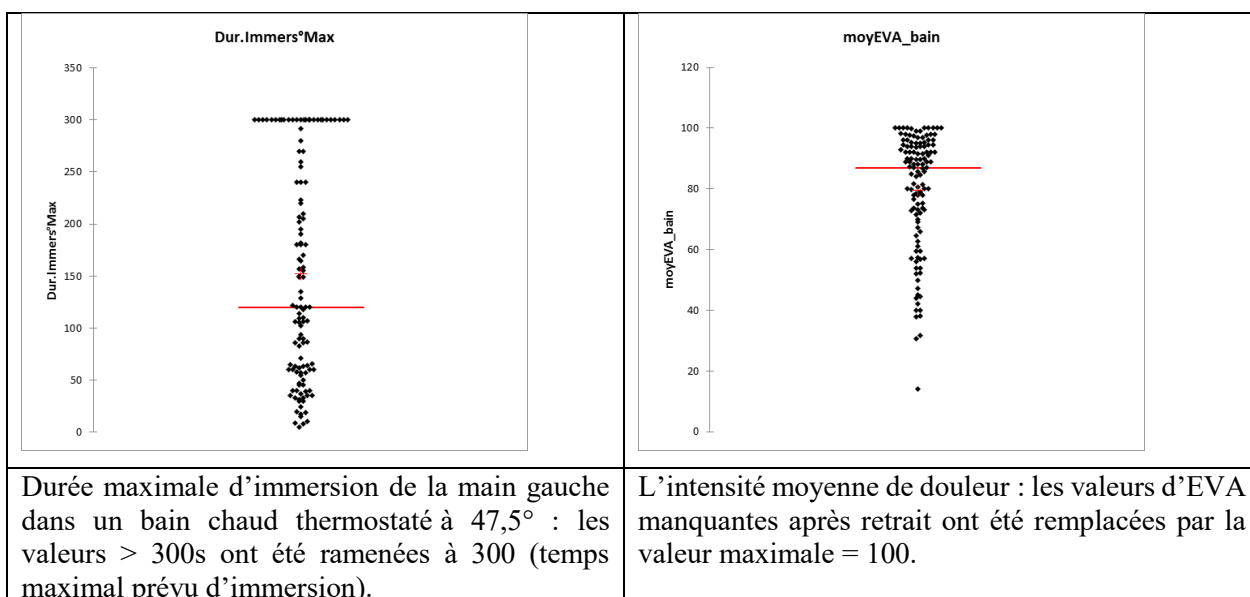 Dur.Immers°Max
350
300
250
200
150
100
50
0
Dur.Immers°Max
moyEVA_bain
120
100
80
60
40
20
0
moyEVA_bain
Durée maximale d’immersion de la main gauche
dans un bain chaud thermostaté à 47,5° : les
valeurs > 300s ont été ramenées à 300 (temps
maximal prévu d’immersion).
L’intensité moyenne de douleur : les valeurs d’EVA
manquantes après retrait ont été remplacées par la
valeur maximale = 100.